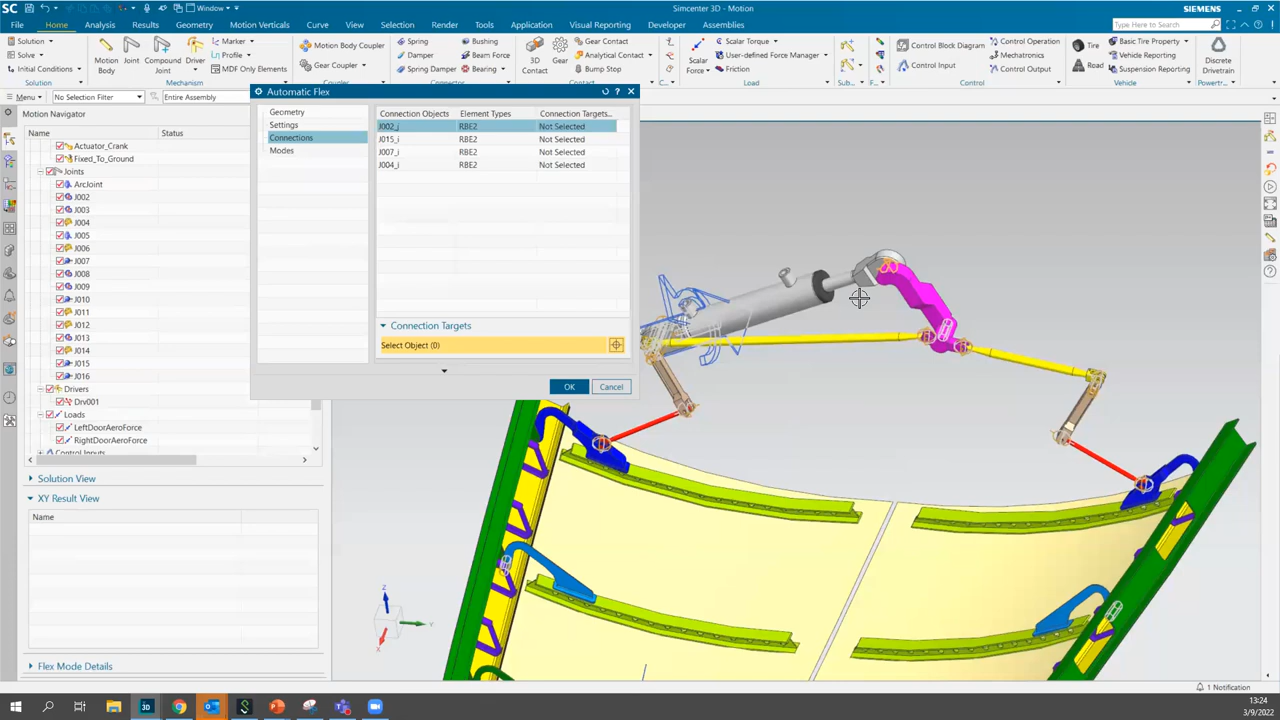 SC
Window
Simcenter 3D - Motion
SIEMENS
File
Home
Analysis
Results
Geometry
Motion Verticals
Curve
View
Selection
Render
Tools
Application
Visual Reporting
Developer
Assemblies
Type Here to Search
Solution
Solve
Initial Conditions
Solution
Motion Body
Joint
Compound Joint
Driver
Marker
Profile
MDF Only Elements
Mechanism
Motion Body Coupler
Gear Coupler
Spring
Damper
Spring Damper
Bushing
Beam Force
Bearing
Connector
3D Contact
Gear
Gear Contact
Analytical Contact
Bump Stop
C...
Scalar Force
Scalar Torque
User-defined Force Manager
Friction
Load
Sub...
F...
Control Block Diagram
Control Input
Control Operation
Mechatronics
Control Output
Control
Tire
Basic Tire Property
Road
Suspension Reporting
Vehicle
Discrete Drivetrain
Menu
No Selection Filter
Entire Assembly
Motion Navigator
Name
Status
Actuator_Crank
Fixed_To_Ground
Joints
ArcJoint
J002
J003
J004
J005
J006
J007
J008
J009
J010
J011
J012
J013
J014
J015
J016
Drivers
Drv001
Loads
LeftDoorAeroForce
RightDoorAeroForce
Control Inputs
Solution View
XY Result View
Name
Flex Mode Details
Automatic Flex
Geometry
Settings
Connections
Modes
Connection Objects Element Types Connection Targets...
J002_j RBE2 Not Selected
J015_i RBE2 Not Selected
J007_i RBE2 Not Selected
J004_i RBE2 Not Selected
Connection Targets
Select Object (0)
OK
Cancel
Z
Y
X
1 Notification
13:24
3/9/2022